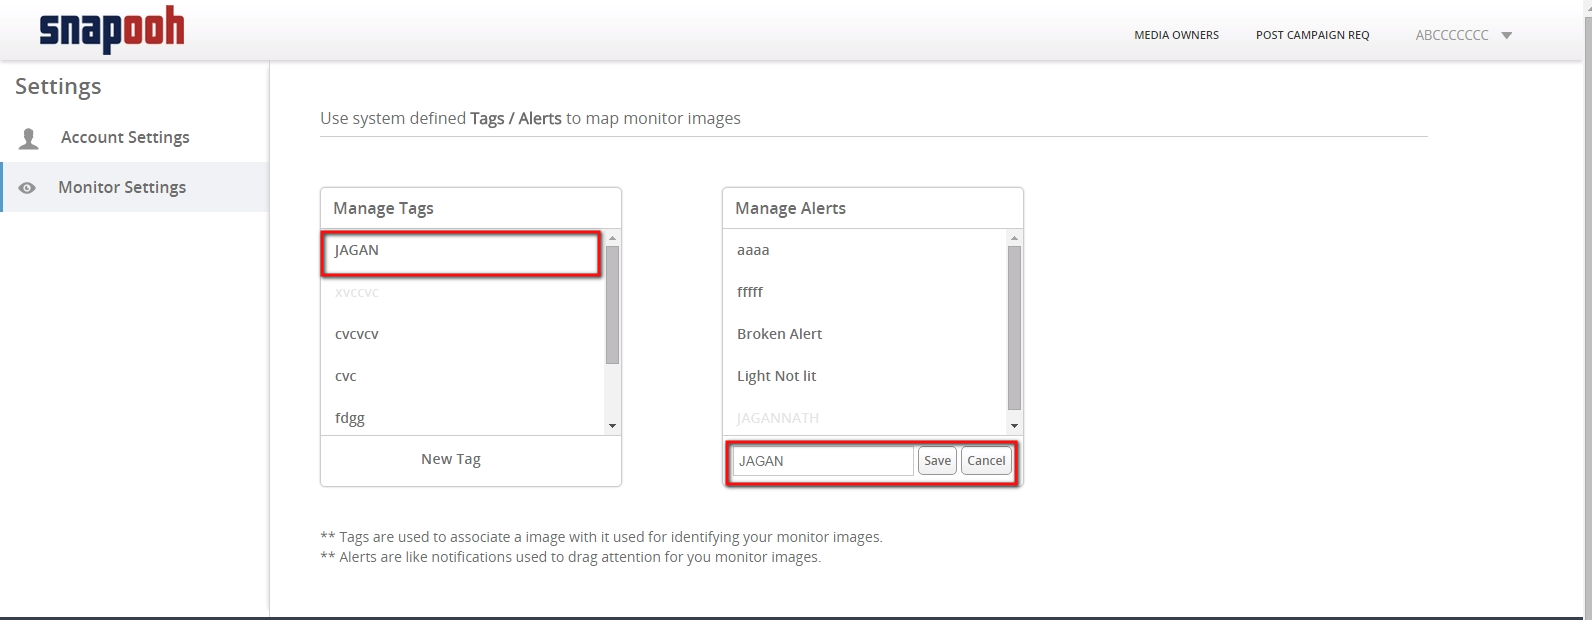 snapooh
MEDIA OWNERS
POST CAMPAIGN REQ
ABCCCCCCC
Settings
Account Settings
Monitor Settings
Use system defined Tags / Alerts to map monitor images
Manage Tags
JAGAN
xvccvc
cvcvcv
cvc
fdgg
New Tag
Manage Alerts
aaaa
fffff
Broken Alert
Light Not lit
JAGANNATH
JAGAN
Save
Cancel
** Tags are used to associate a image with it used for identifying your monitor images.
** Alerts are like notifications used to drag attention for you monitor images.